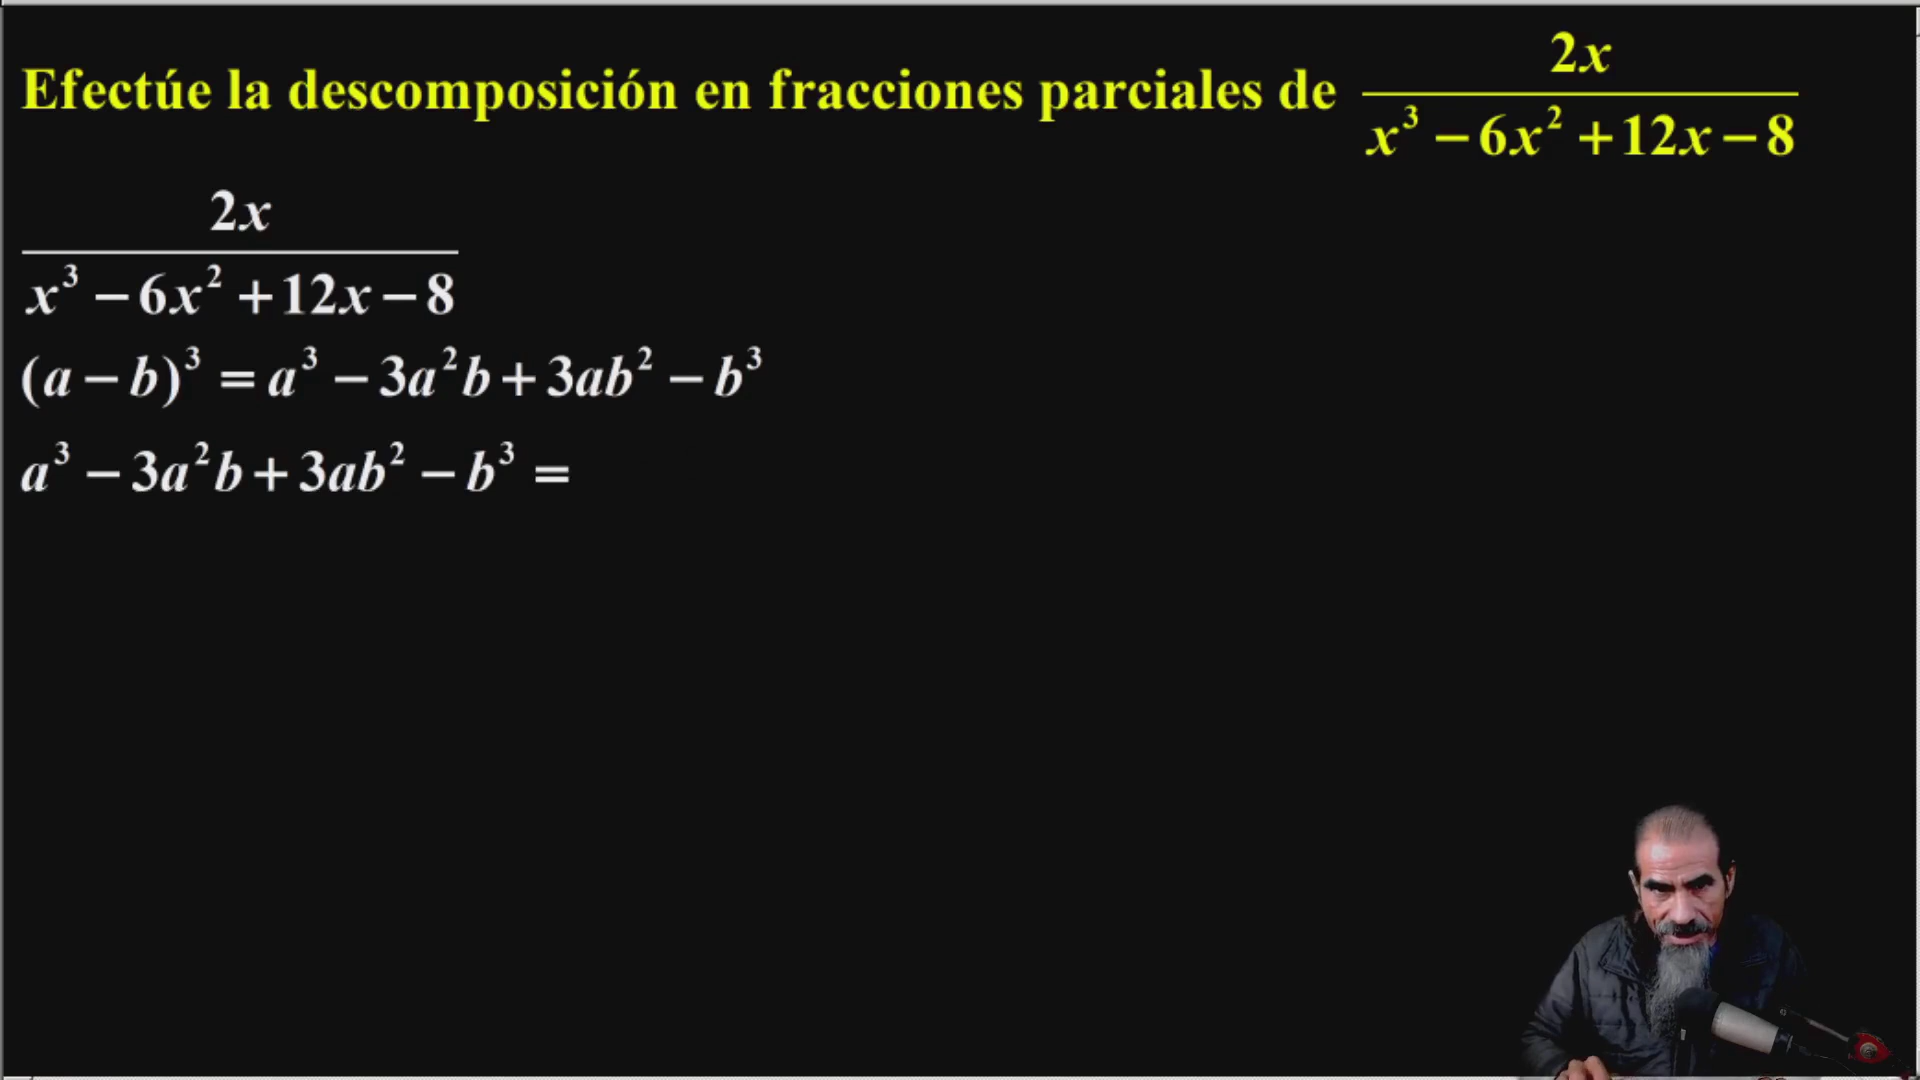 Efectúe la descomposición en fracciones parciales de 2x / x³ − 6x² + 12x − 8
2x
x³ − 6x² + 12x − 8
(a − b)³ = a³ − 3a²b + 3ab² − b³
a³ − 3a²b + 3ab² − b³ =